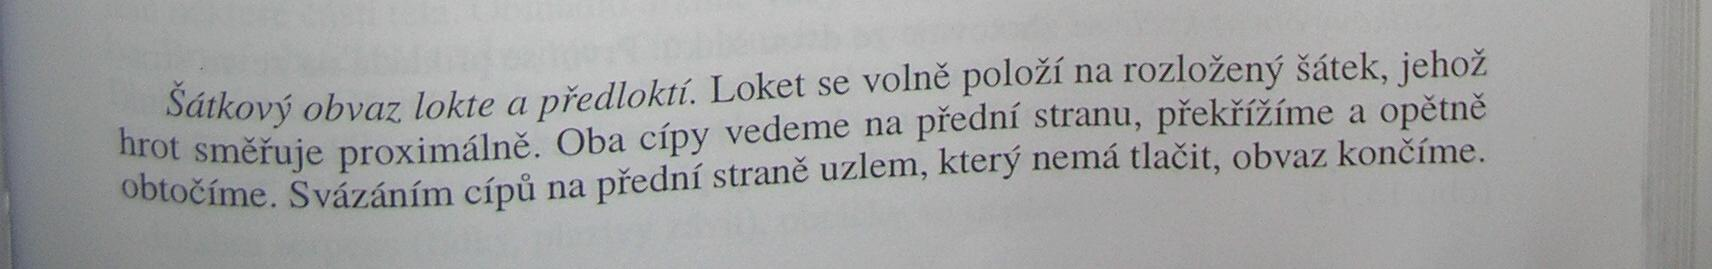 Šátkový obvaz lokte a předloktí. Loket se volně položí na rozložený šátek, jehož
hrot směřuje proximálně. Oba cípy vedeme na přední stranu, překřížíme a opětně
obtočíme. Svázáním cípů na přední straně uzlem, který nemá tlačit, obvaz končíme.